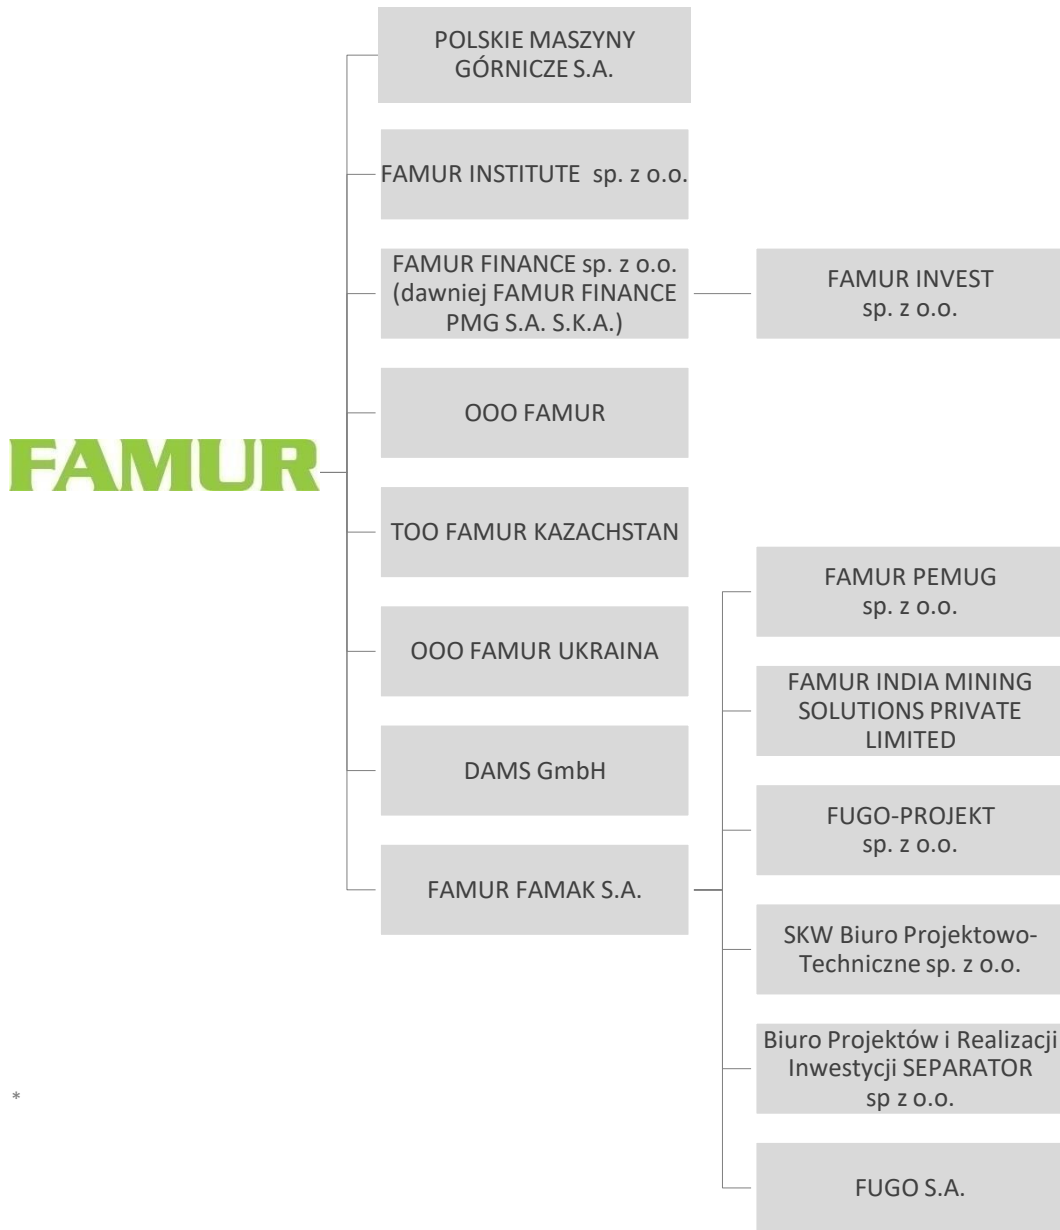 POLSKIE MASZYNY
GÓRNICZE S.A.
FAMUR INSTITUTE sp. z o.o.
FAMUR FINANCE sp. z o.o.
(dawniej FAMUR FINANCE
PMG S.A. S.K.A.)
FAMUR INVEST
sp. z o.o.
OOO FAMUR
FAMUR
TOO FAMUR KAZACHSTAN
OOO FAMUR UKRAINA
DAMS GmbH
FAMUR FAMAK S.A.
FAMUR PEMUG
sp. z o.o.
FAMUR INDIA MINING
SOLUTIONS PRIVATE
LIMITED
FUGO-PROJEKT
sp. z o.o.
SKW Biuro Projektowo-
Techniczne sp. z o.o.
Biuro Projektów i Realizacji
Inwestycji SEPARATOR
sp z o.o.
FUGO S.A.
*